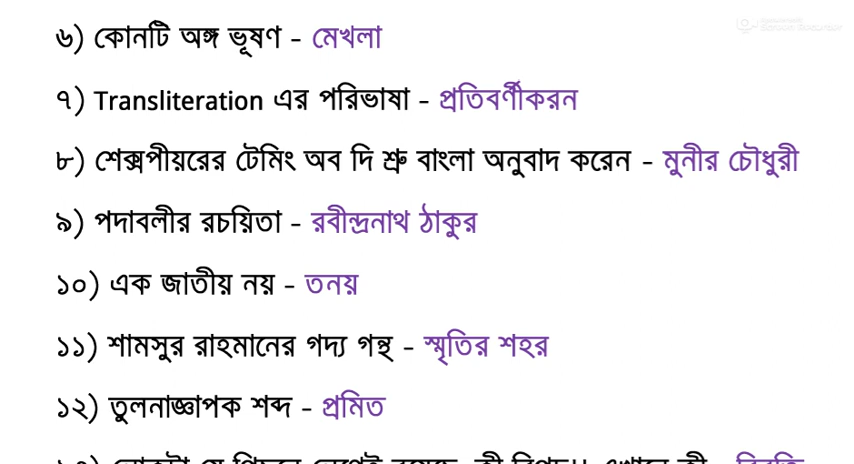 ৬) কোনটি অঙ্গ ভূষণ - মেখলা
৭) Transliteration এর পরিভাষা - প্রতিবর্ণীকরন
৮) শেক্সপীয়রের টেমিং অব দি শ্রু বাংলা অনুবাদ করেন - মুনীর চৌধুরী
৯) পদাবলীর রচয়িতা - রবীন্দ্রনাথ ঠাকুর
১০) এক জাতীয় নয় - তনয়
১১) শামসুর রাহমানের গদ্য গন্থ - স্মৃতির শহর
১২) তুলনাজ্ঞাপক শব্দ - প্রমিত